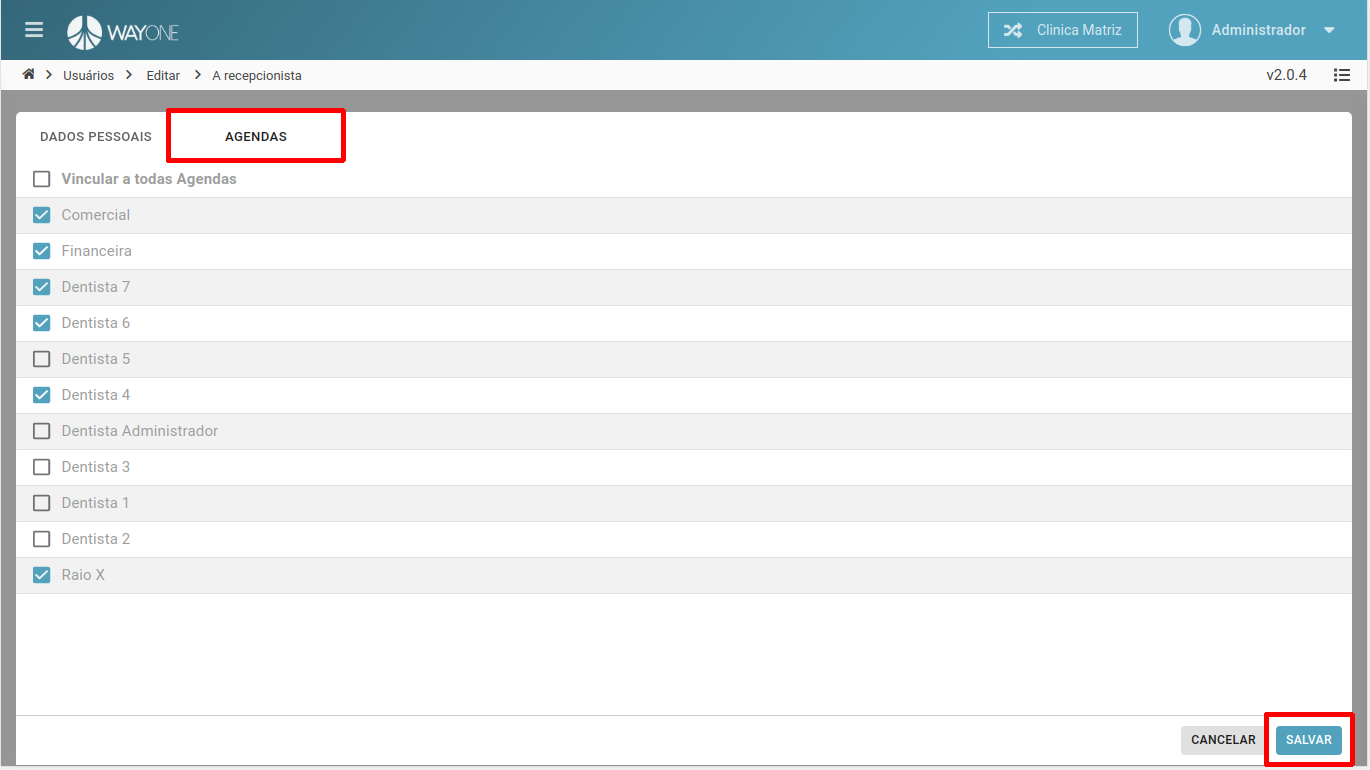 WAYONE
Clinica Matriz
Administrador
Usuários
Editar
A recepcionista
v2.0.4
DADOS PESSOAIS
AGENDAS
Vincular a todas Agendas
Comercial
Financeira
Dentista 7
Dentista 6
Dentista 5
Dentista 4
Dentista Administrador
Dentista 3
Dentista 1
Dentista 2
Raio X
CANCELAR
SALVAR